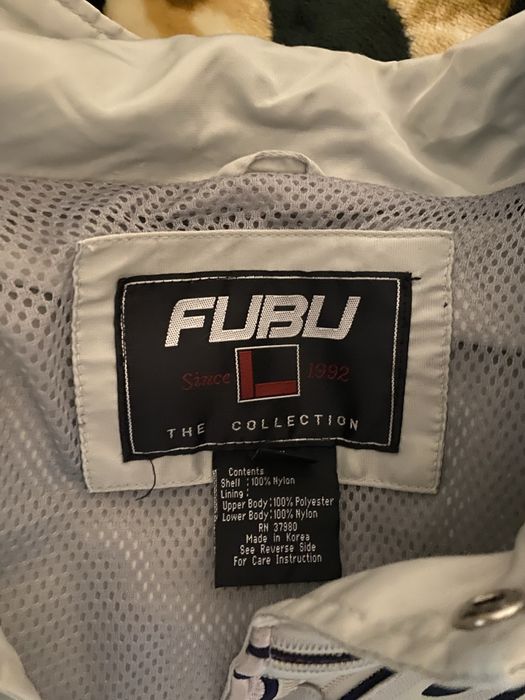 FUBU
Since L 1992
THE COLLECTION
Contents
Shell : 100% Nylon
Lining :
Upper Body : 100% Polyester
Lower Body : 100% Nylon
RN 37980
Made in Korea
See Reverse Side
For Care Instruction